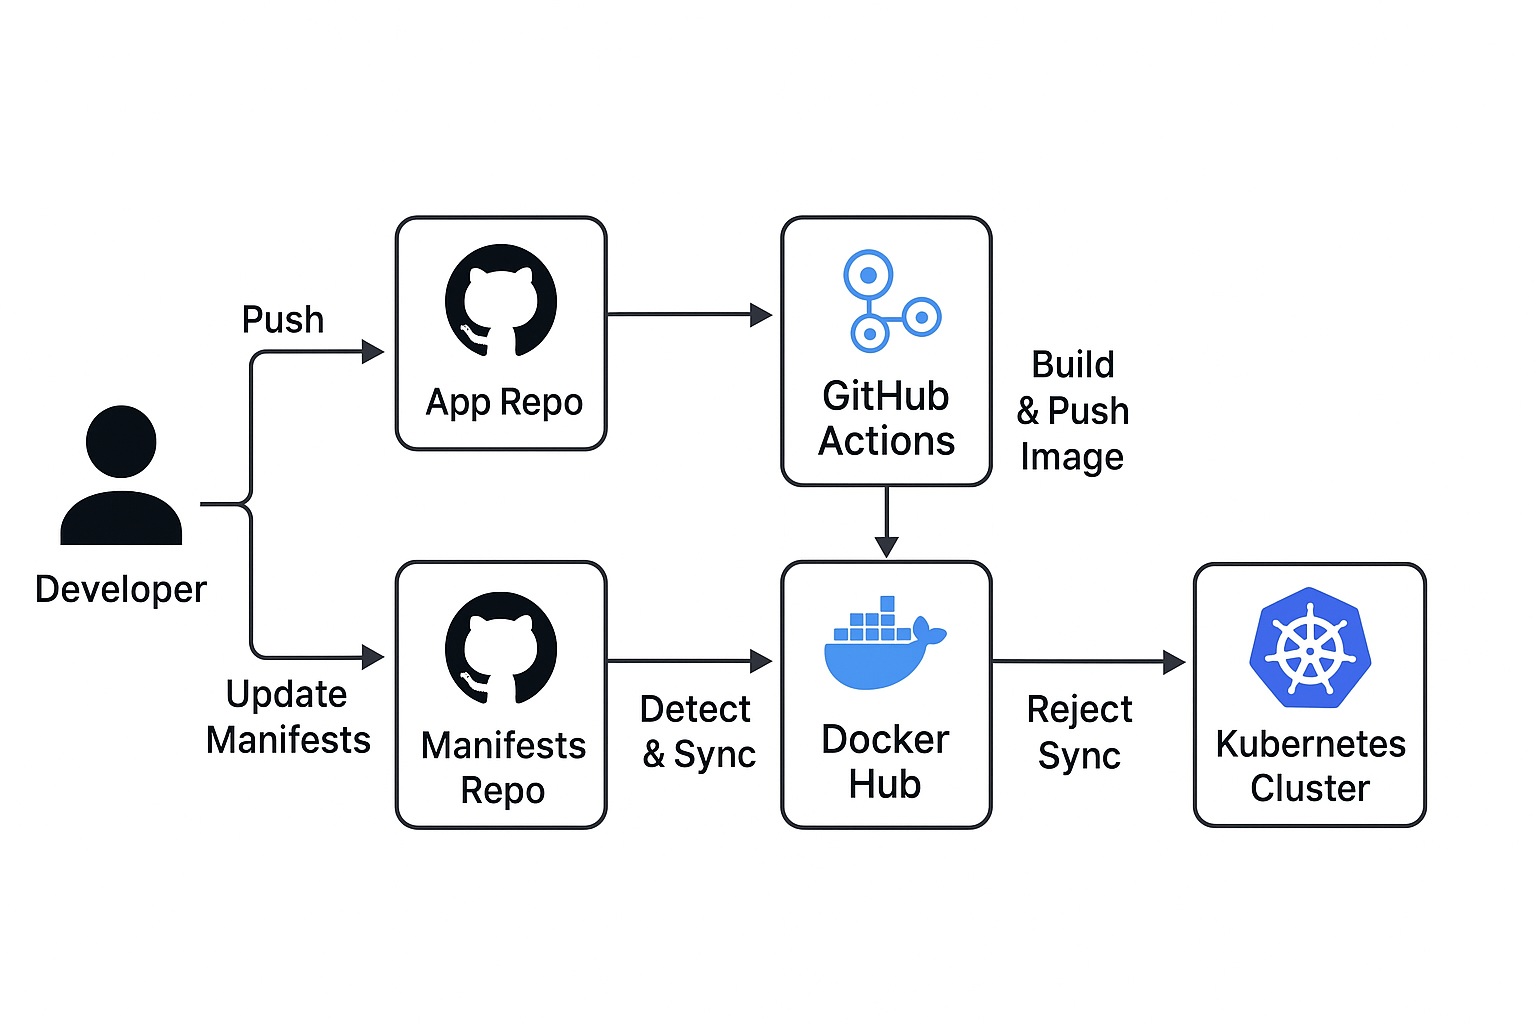 Push
App Repo
GitHub
Actions
Build
& Push
Image
Developer
Update
Manifests
Manifests
Repo
Detect
& Sync
Docker
Hub
Reject
Sync
Kubernetes
Cluster